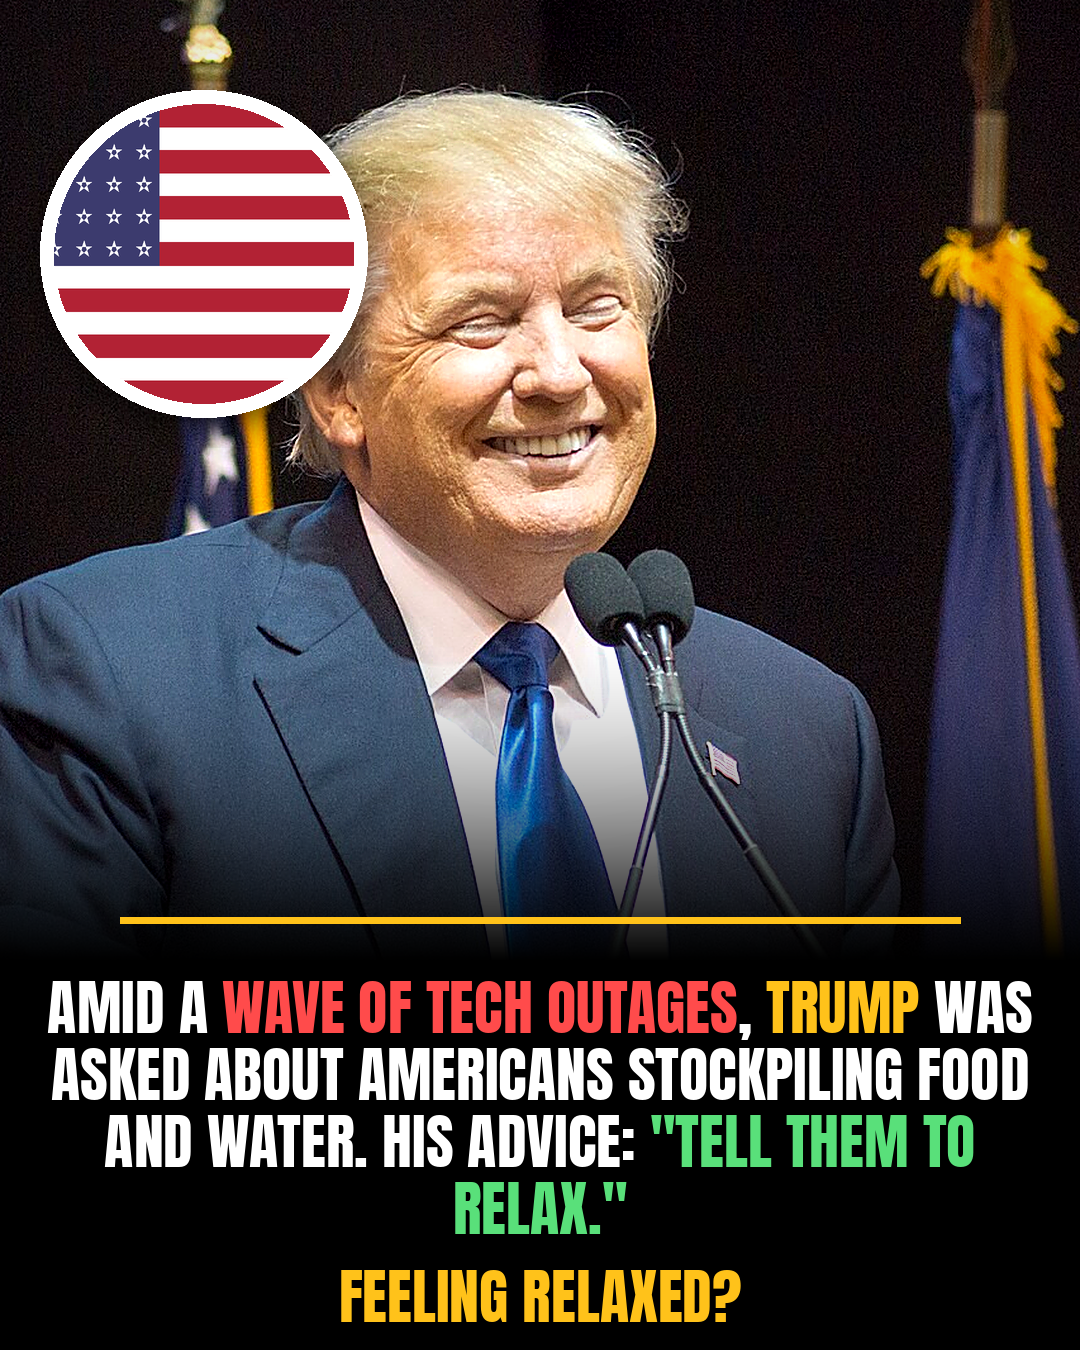 AMID A WAVE OF TECH OUTAGES, TRUMP WAS
ASKED ABOUT AMERICANS STOCKPILING FOOD
AND WATER. HIS ADVICE: "TELL THEM TO
RELAX."
FEELING RELAXED?